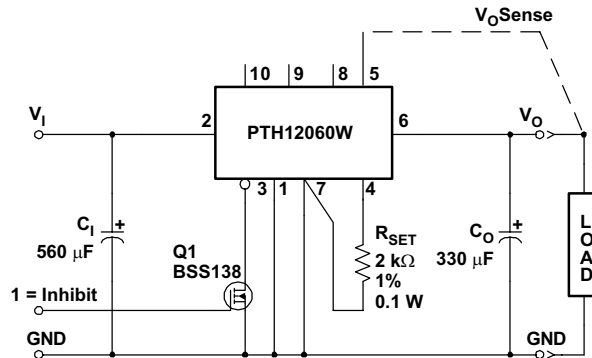 VOSense
10 9 8 5
VI 2 PTH12060W 6 VO
3 1 7 4
CI + 560 μF
Q1
BSS138
RSET
2 kΩ
1%
0.1 W
CO + 330 μF
LOAD
1 = Inhibit
GND GND